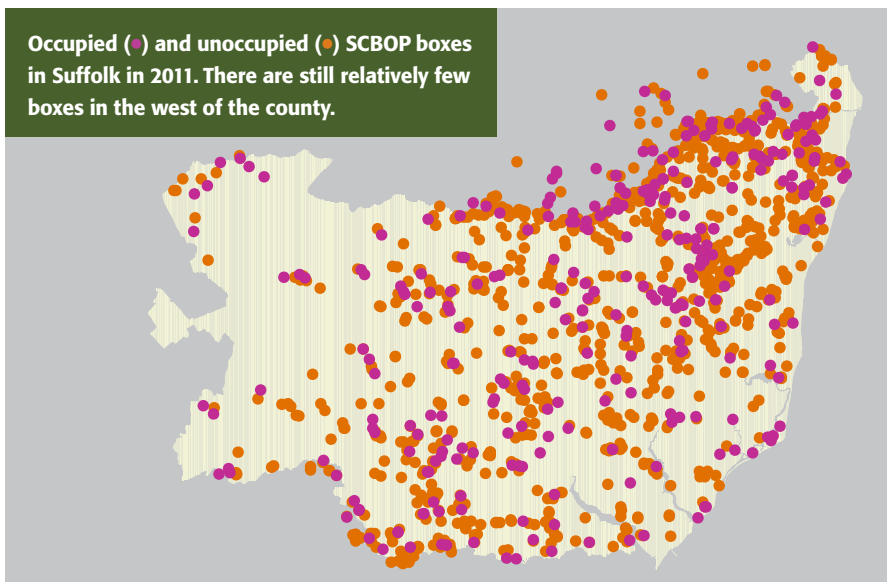 Occupied (•) and unoccupied (•) SCBOP boxes
in Suffolk in 2011. There are still relatively few
boxes in the west of the county.